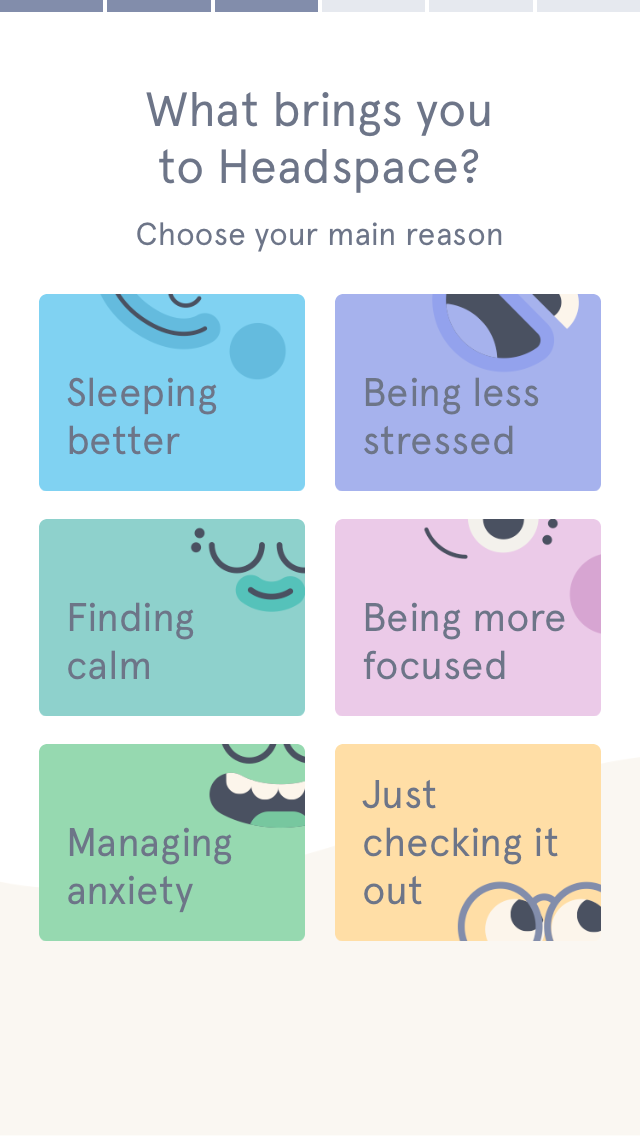 What brings you
to Headspace?
Choose your main reason
Sleeping
better
Being less
stressed
Finding
calm
Being more
focused
Managing
anxiety
Just
checking it
out